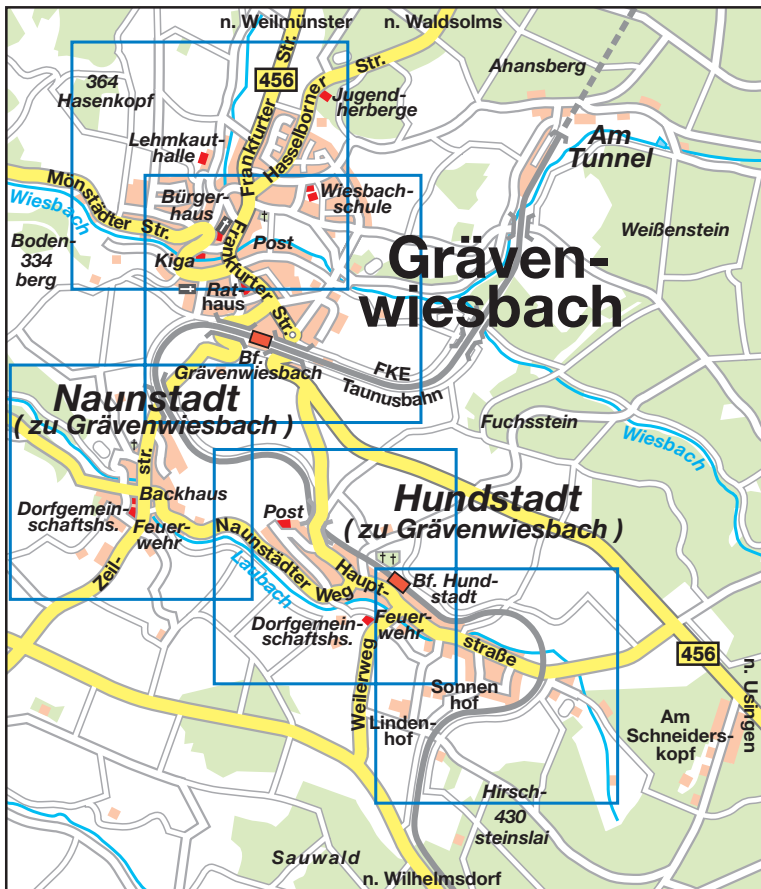 n. Weilmünster
n. Waldsolms
364
Hasenkopf
456
Frankfurter Str.
Hasselborner Str.
Jugend-
herberge
Ahansberg
Am
Tunnel
Lehmkaut-
halle
Mönstädter Str.
Wiesbach
Bürger-
haus
Wiesbach-
schule
Weißenstein
Boden-
334
berg
Kiga
Post
Frankfurter Str.
Rat-
haus
Gräven-
wiesbach
Bf.
Grävenwiesbach
FKE
Taunusbahn
Naunstadt
( zu Grävenwiesbach )
Fuchsstein
Wiesbach
Backhaus
Dorfgemein-
schaftshs.
Feuer-
wehr
Zeil-
str.
Post
Hundstadt
( zu Grävenwiesbach )
Naunstädter Weg
Laubach
Haupt-
straße
Bf. Hund-
stadt
Dorfgemein-
schaftshs.
Feuer-
wehr
Weilerweg
456
n. Usingen
Sonnen
hof
Linden-
hof
Am
Schneiders-
kopf
Hirsch-
430
steinslai
Sauwald
n. Wilhelmsdorf